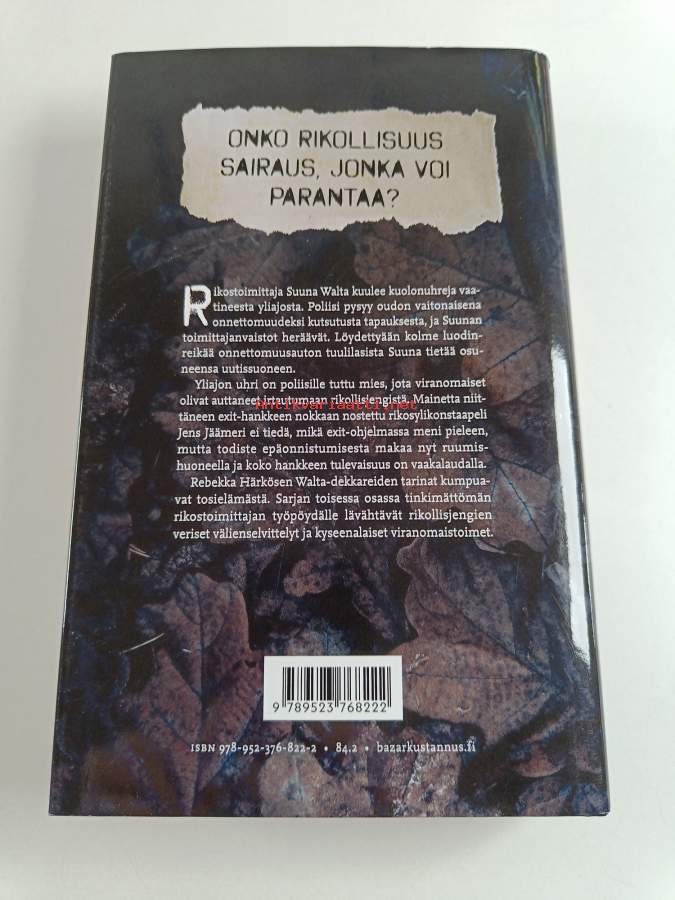 ONKO RIKOLLISUUS
SAIRAUS, JONKA VOI
PARANTAA?
Rikostoimittaja Suuna Walta kuulee kuolonuhreja vaa-
tineesta yliajosta. Poliisi pysyy oudon vaitonaisena
onnettomuudeksi kutsutusta tapauksesta, ja Suunan
toimittajanvaistot heräävät. Löydettyään kolme luodin-
reikää onnettomuusauton tuulilasista Suuna tietää osu-
neensa uutissuoneen.
Yliajon uhri on poliisille tuttu mies, jota viranomaiset
olivat auttaneet irtautumaan rikollisjengistä. Mainetta niit-
Antikvariaatti.net
täneen exit-hankkeen nokkaan nostettu rikosylikonstaapeli
Jens Jäämeri ei tiedä, mikä exit-ohjelmassa meni pieleen,
mutta todiste epäonnistumisesta makaa nyt ruumis-
huoneella ja koko hankkeen tulevaisuus on vaakalaudalla.
Rebekka Härkösen Walta-dekkareiden tarinat kumpua-
vat tosielämästä. Sarjan toisessa osassa tinkimättömän
rikostoimittajan työpöydälle lävähtävät rikollisjengien
veriset välienselvittelyt ja kyseenalaiset viranomaistoimet.
9 789523 768222
ISBN 978-952-376-822-2 • 84.2 • bazarkustannus.fi